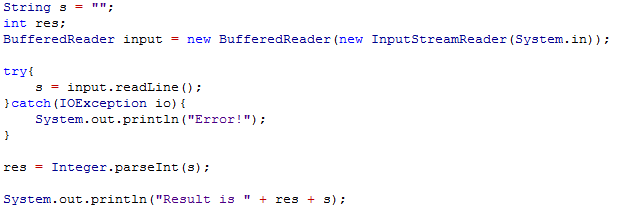 String s = "";
int res;
BufferedReader input = new BufferedReader(new InputStreamReader(System.in));
try{
    s = input.readLine();
}catch(IOException io){
    System.out.println("Error!");
}
res = Integer.parseInt(s);
System.out.println("Result is " + res + s);